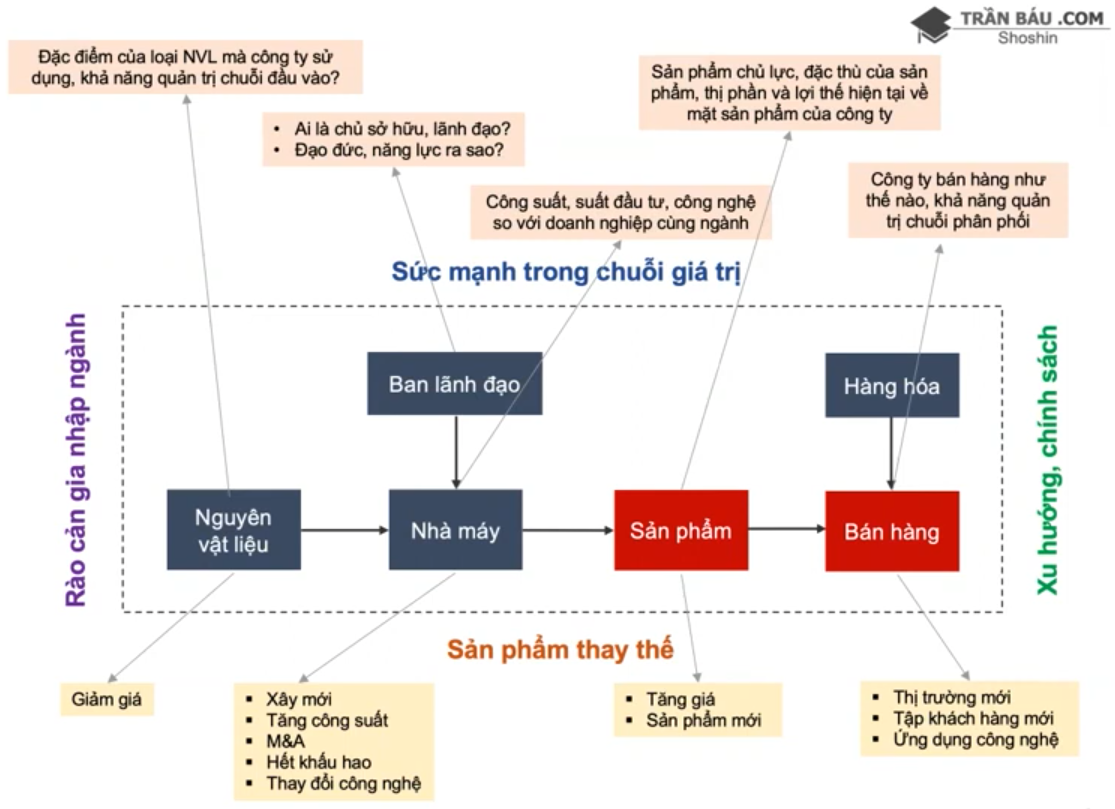 TRẦN BÁU .COM
Shoshin
Đặc điểm của loại NVL mà công ty sử
dụng, khả năng quản trị chuỗi đầu vào?
Sản phẩm chủ lực, đặc thù của sản
phẩm, thị phần và lợi thế hiện tại về
mặt sản phẩm của công ty
• Ai là chủ sở hữu, lãnh đạo?
• Đạo đức, năng lực ra sao?
Công suất, suất đầu tư, công nghệ
so với doanh nghiệp cùng ngành
Công ty bán hàng như
thế nào, khả năng quản
trị chuỗi phân phối
Sức mạnh trong chuỗi giá trị
Rào cản gia nhập ngành
Xu hướng, chính sách
Ban lãnh đạo
Hàng hóa
Nguyên
vật liệu
Nhà máy
Sản phẩm
Bán hàng
Sản phẩm thay thế
Giảm giá
▪ Xây mới
▪ Tăng công suất
▪ M&A
▪ Hết khấu hao
▪ Thay đổi công nghệ
▪ Tăng giá
▪ Sản phẩm mới
▪ Thị trường mới
▪ Tập khách hàng mới
▪ Ứng dụng công nghệ